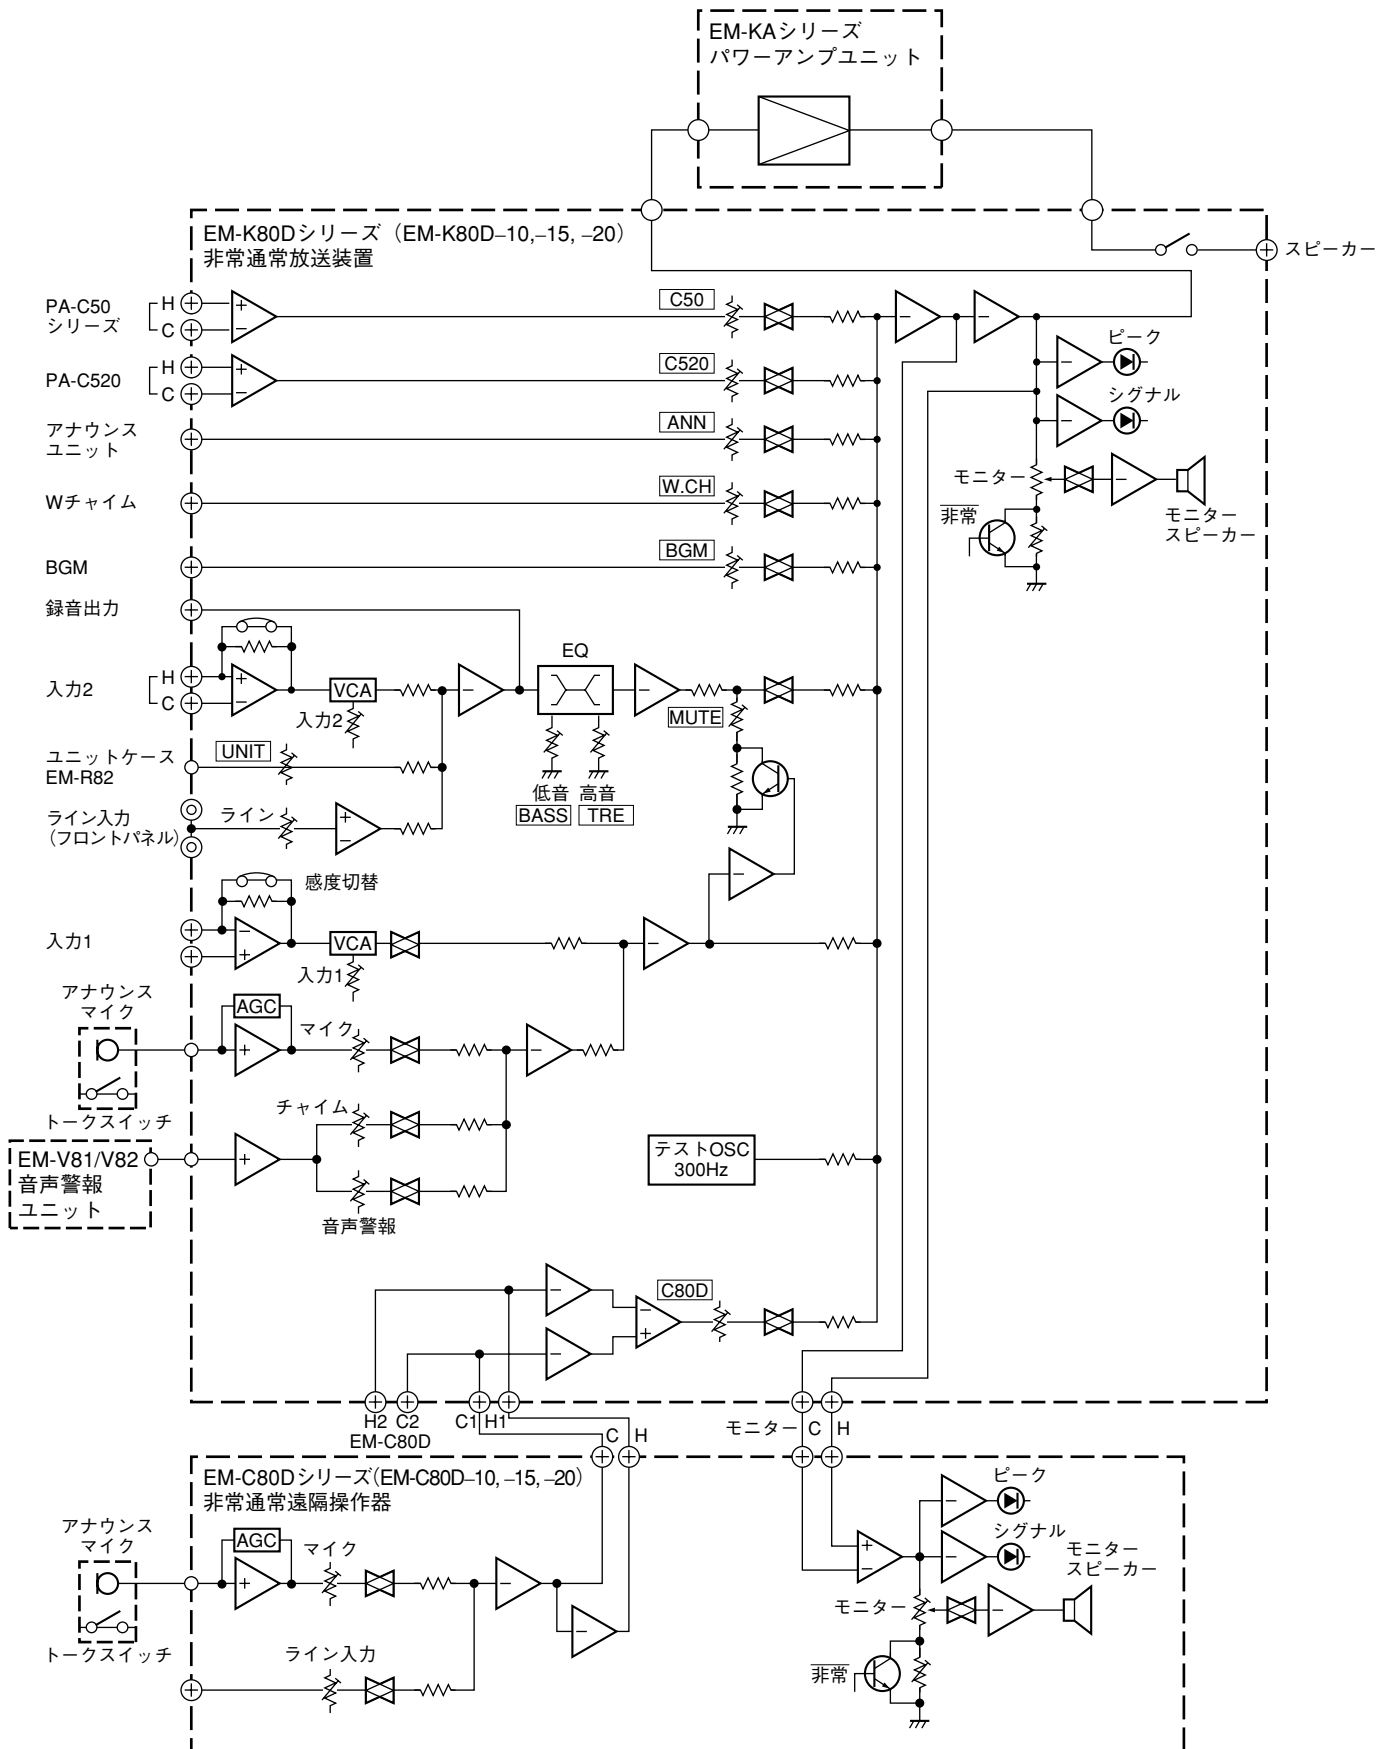 EM-KAシリーズ
パワーアンプユニット
EM-K80Dシリーズ（EM-K80D–10,–15, –20）
非常通常放送装置
スピーカー
PA-C50
シリーズ
H
C
+
−
C50
PA-C520
H
C
+
−
C520
ピーク
シグナル
アナウンス
ユニット
ANN
Wチャイム
W.CH
モニター
非常
モニター
スピーカー
BGM
BGM
録音出力
入力2
H
C
+
−
VCA
入力2
EQ
MUTE
ユニットケース
EM-R82
UNIT
低音
BASS
高音
TRE
ライン入力
（フロントパネル）
ライン
+
−
感度切替
入力1
−
+
VCA
入力1
アナウンス
マイク
AGC
+
マイク
トークスイッチ
チャイム
EM-V81/V82
音声警報
ユニット
+
音声警報
テストOSC
300Hz
C80D
−
+
H2
C2
C1
H1
EM-C80D
C
H
モニター
C
H
EM-C80Dシリーズ(EM-C80D–10, –15, –20）
非常通常遠隔操作器
アナウンス
マイク
AGC
+
マイク
トークスイッチ
ライン入力
+
−
ピーク
シグナル
モニター
スピーカー
モニター
非常